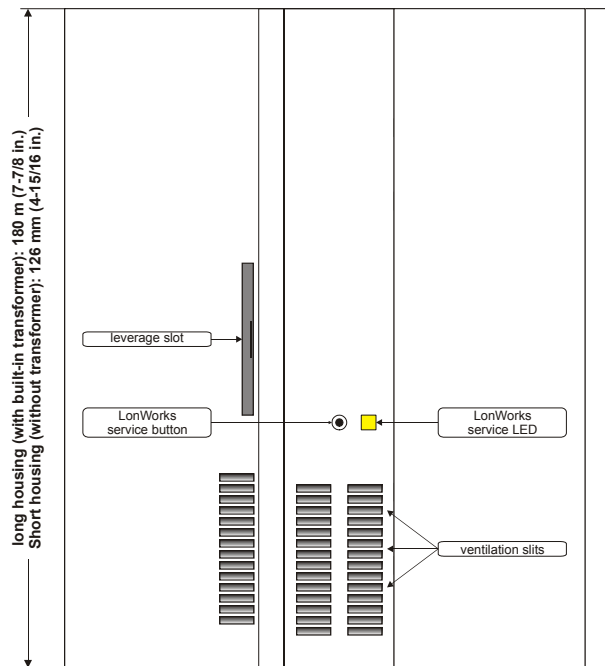 long housing (with built-in transformer): 180 m (7-7/8 in.)
Short housing (without transformer): 126 mm (4-15/16 in.)
leverage slot
LonWorks
service button
LonWorks
service LED
ventilation slits